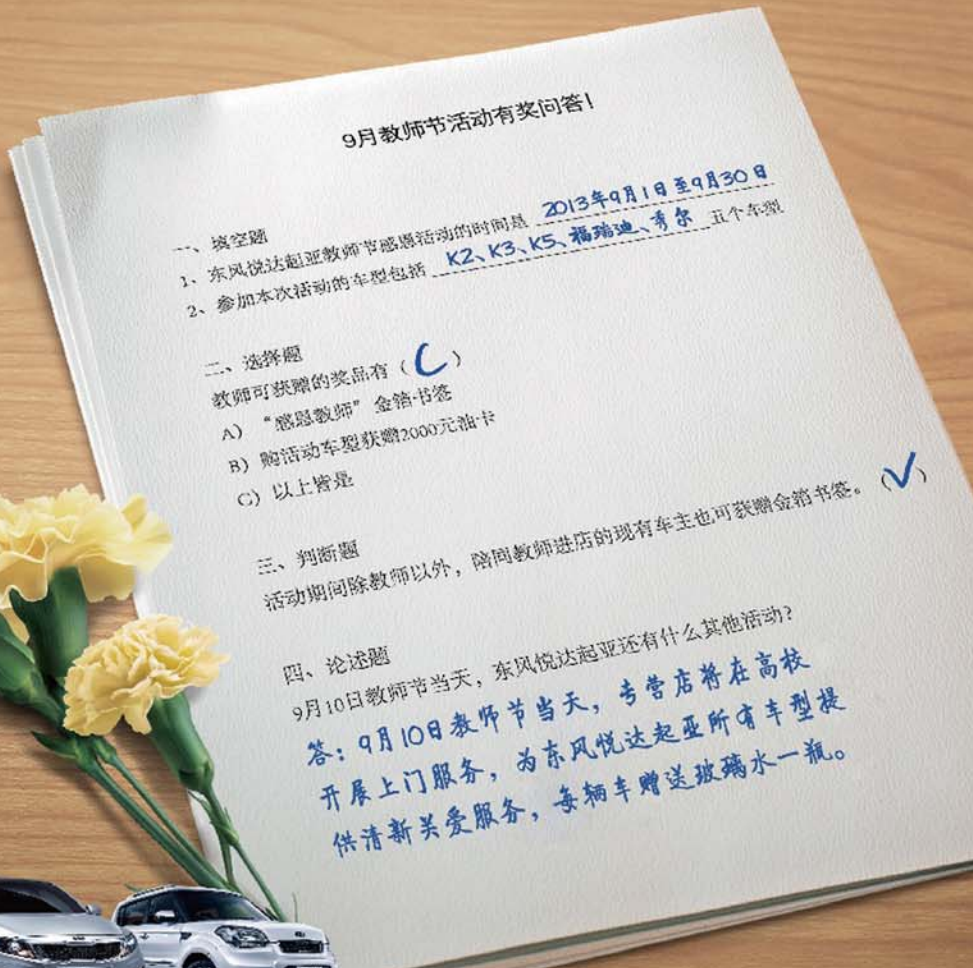 9月教师节活动有奖问答!
一、填空题
1、东风悦达起亚教师节感恩活动的时间是 2013年9月1日至9月30日
2、参加本次活动的车型包括 K2、K3、K5、福瑞迪、秀尔 五个车型
二、选择题
教师可获赠的奖品有（C）
A）“感恩教师”金箔书签
B）购活动车型获赠2000元油卡
C）以上皆是
三、判断题
活动期间除教师以外，陪同教师进店的现有车主也可获赠金箔书签。（√）
四、论述题
9月10日教师节当天，东风悦达起亚还有什么其他活动?
答：9月10日教师节当天，专营店将在高校
开展上门服务，为东风悦达起亚所有车型提
供清新关爱服务，每辆车赠送玻璃水一瓶。